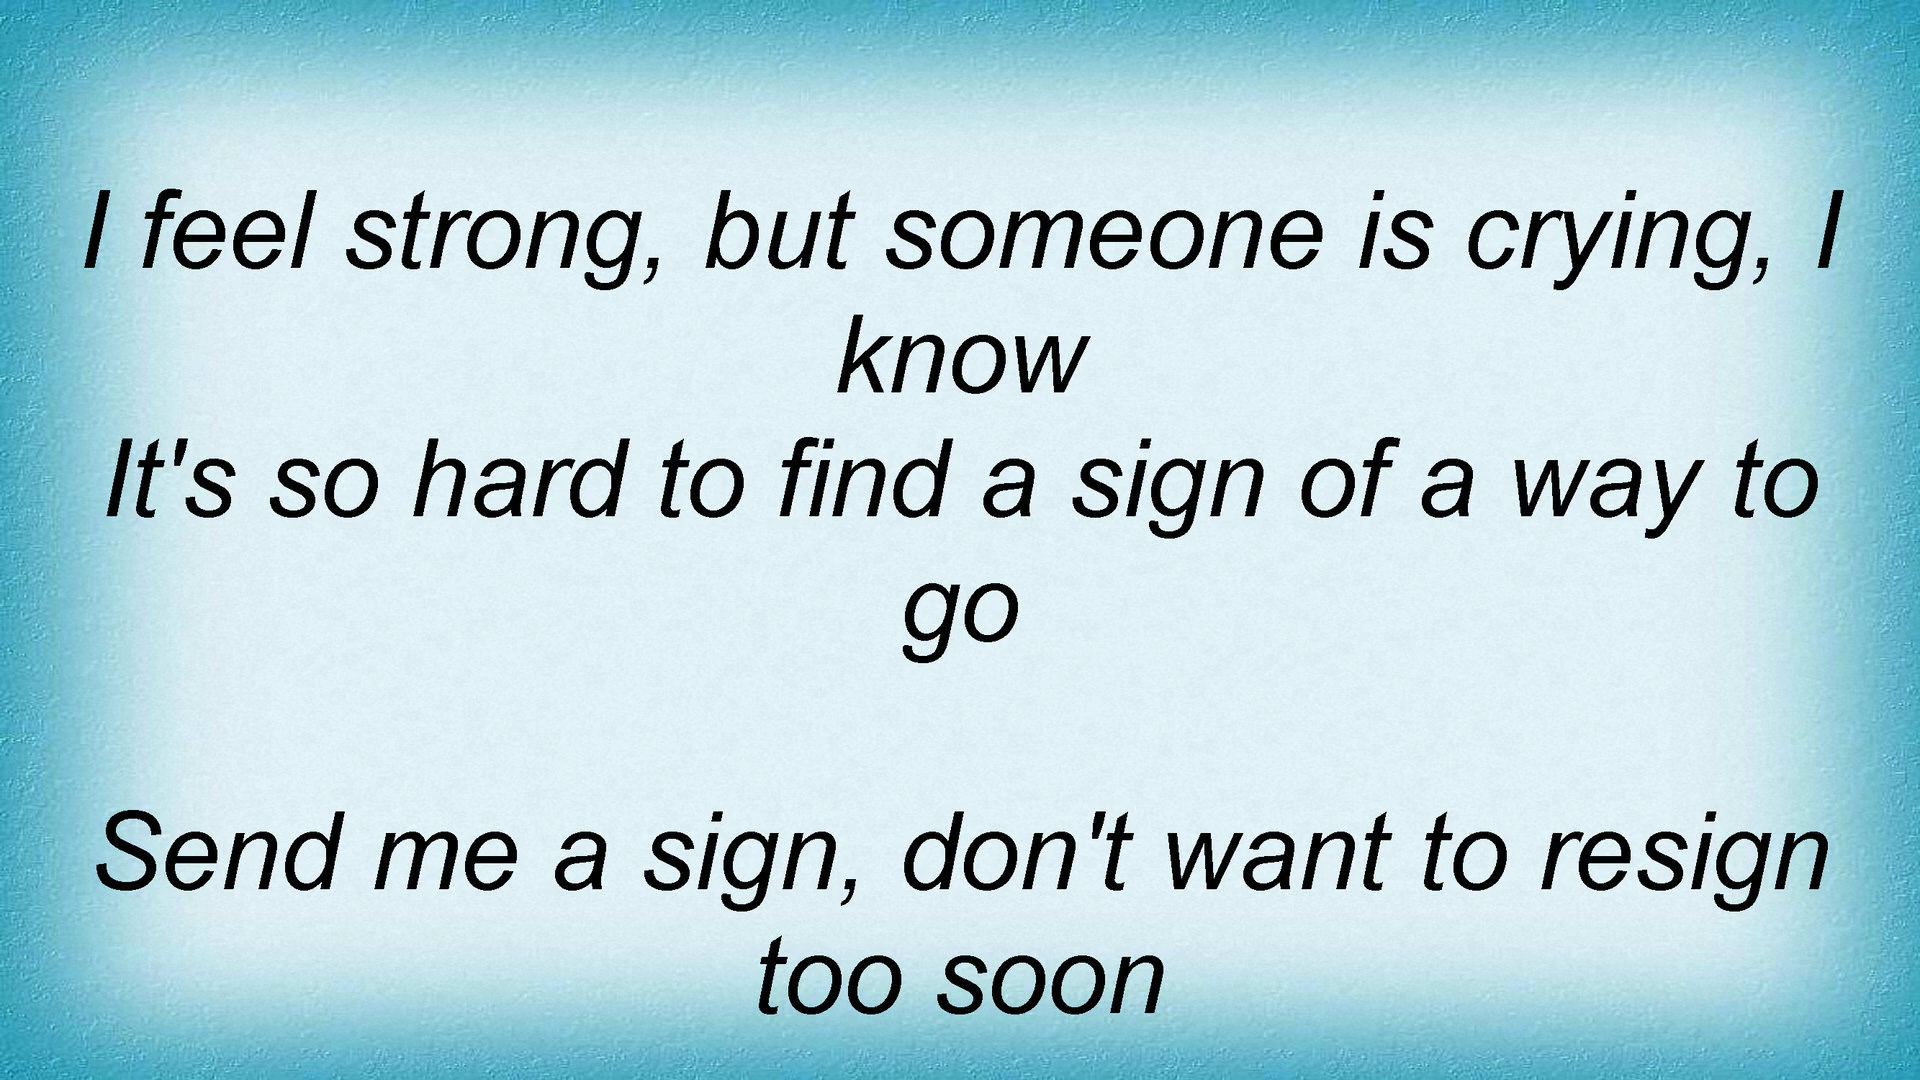 I feel strong, but someone is crying, I
know
It's so hard to find a sign of a way to
go
Send me a sign, don't want to resign
too soon